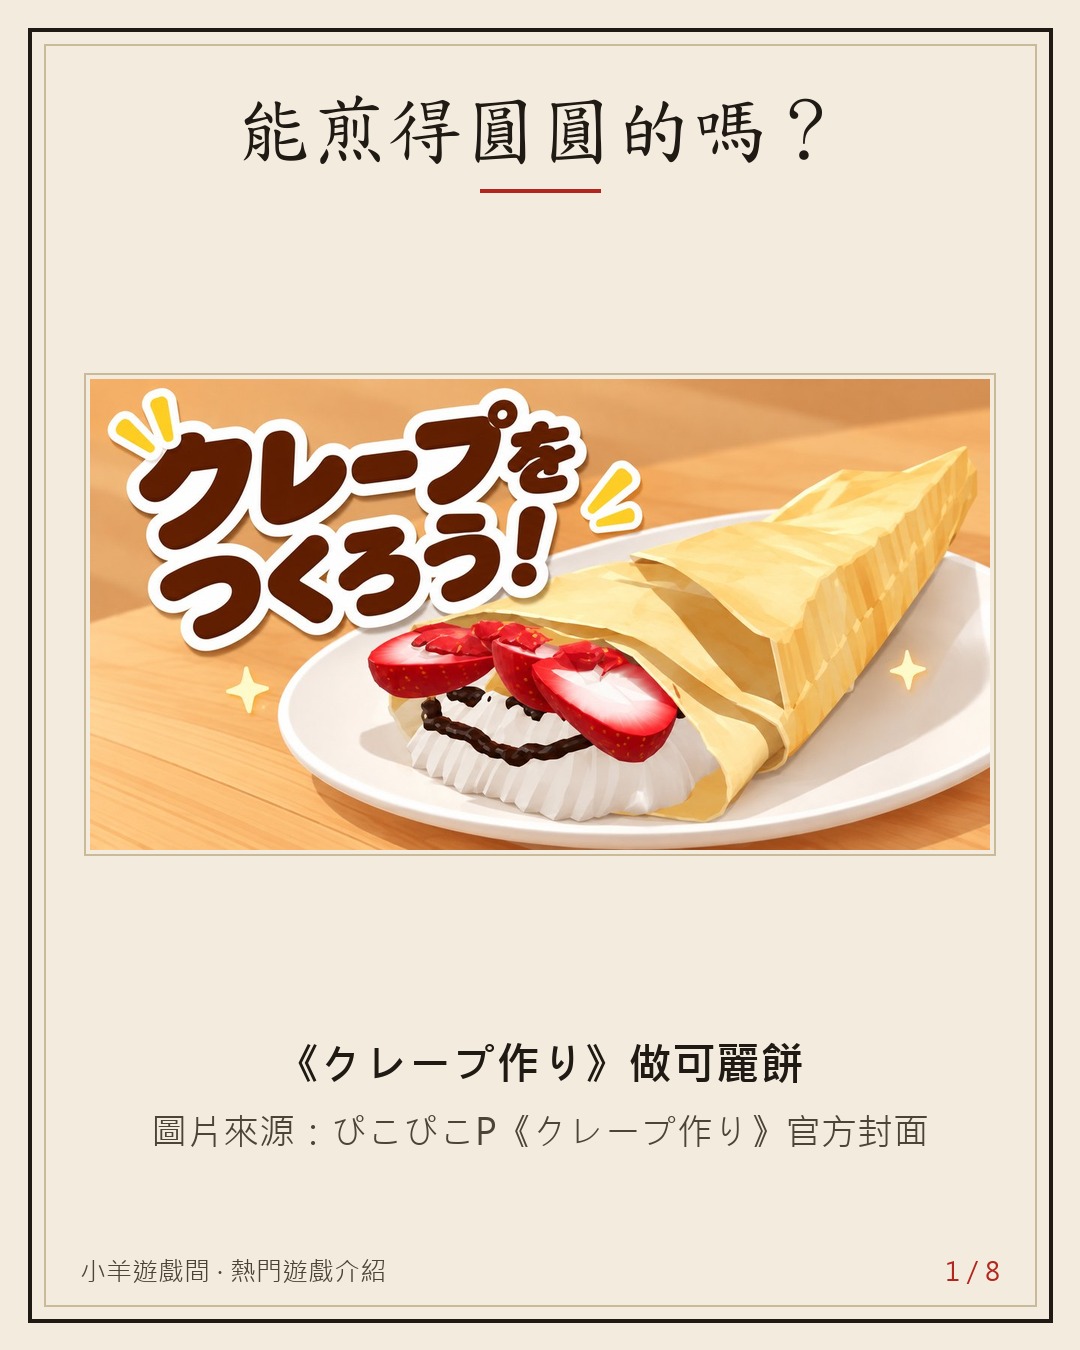 能煎得圓圓的嗎？
クレープを
つくろう！
《クレープ作り》做可麗餅
圖片來源：ぴこぴこP《クレープ作り》官方封面
小羊遊戲間 · 熱門遊戲介紹
1 / 8